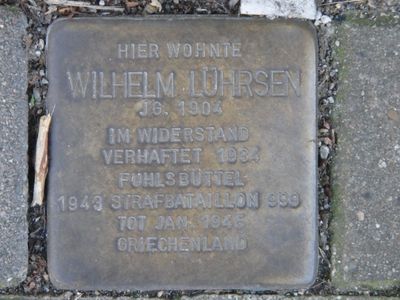 HIER WOHNTE
WILHELM LÜHRSEN
JG. 1904
IM WIDERSTAND
VERHAFTET 1934
FUHLSBÜTTEL
1943 STRAFBATAILLON 999
TOT JAN. 1945
GRIECHENLAND